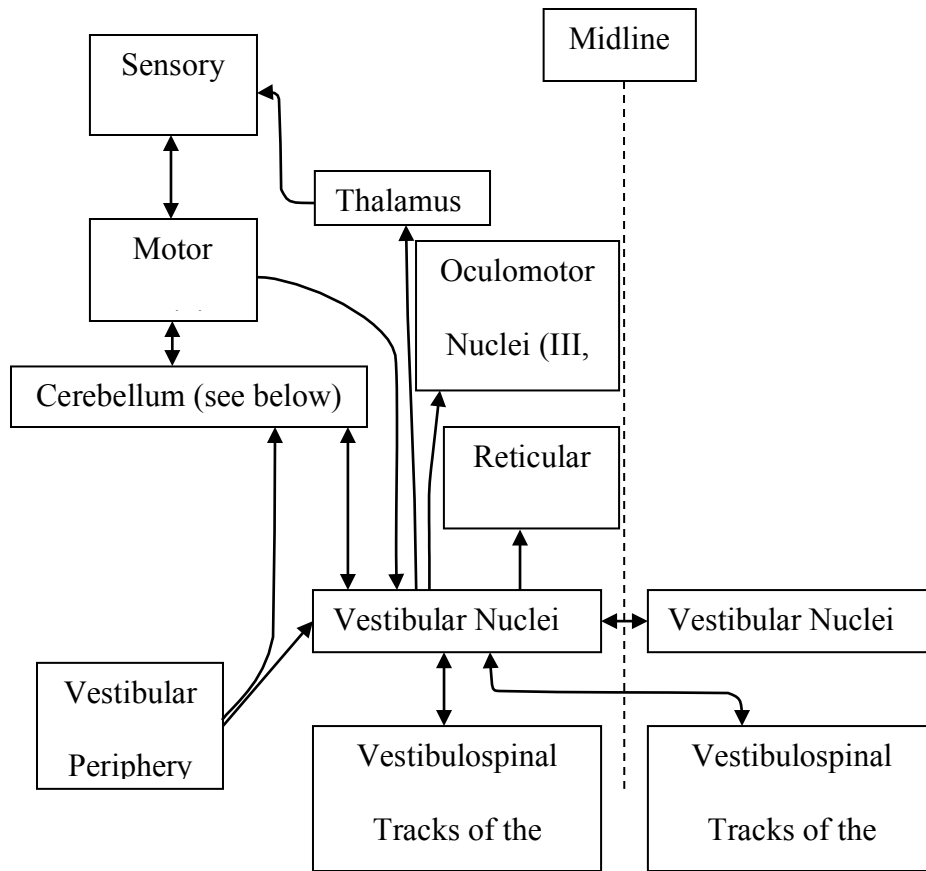 Midline
Sensory
Thalamus
Motor
Oculomotor
Nuclei (III,
Cerebellum (see below)
Reticular
Vestibular Nuclei
Vestibular Nuclei
Vestibular
Periphery
Vestibulospinal
Tracks of the
Vestibulospinal
Tracks of the